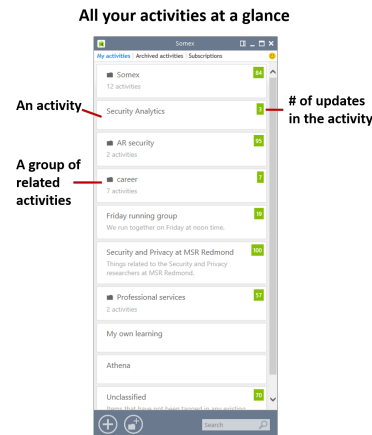 All your activities at a glance
Somex
My activities | Archived activities | Subscriptions
Somex
84
12 activities
An activity
Security Analytics
3
# of updates
in the activity
AR security
95
2 activities
A group of
related
activities
career
7
7 activities
Friday running group
19
We run together on Friday at noon time.
Security and Privacy at MSR Redmond
100
Things related to the Security and Privacy
researchers at MSR Redmond.
Professional services
57
2 activities
My own learning
Athena
Unclassified
70
Items that have not been tagged in any existing
Search